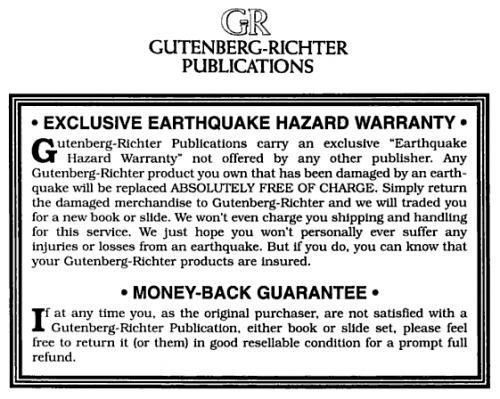 GR
GUTENBERG-RICHTER
PUBLICATIONS
• EXCLUSIVE EARTHQUAKE HAZARD WARRANTY •
Gutenberg-Richter Publications carry an exclusive "Earthquake
Hazard Warranty" not offered by any other publisher. Any
Gutenberg-Richter product you own that has been damaged by an earth-
quake will be replaced ABSOLUTELY FREE OF CHARGE. Simply return
the damaged merchandise to Gutenberg-Richter and we will traded you
for a new book or slide. We won't even charge you shipping and handling
for this service. We just hope you won't personally ever suffer any
injuries or losses from an earthquake. But if you do, you can know that
your Gutenberg-Richter products are insured.
• MONEY-BACK GUARANTEE •
If at any time you, as the original purchaser, are not satisfied with a
Gutenberg-Richter Publication, either book or slide set, please feel
free to return it (or them) in good resellable condition for a prompt full
refund.